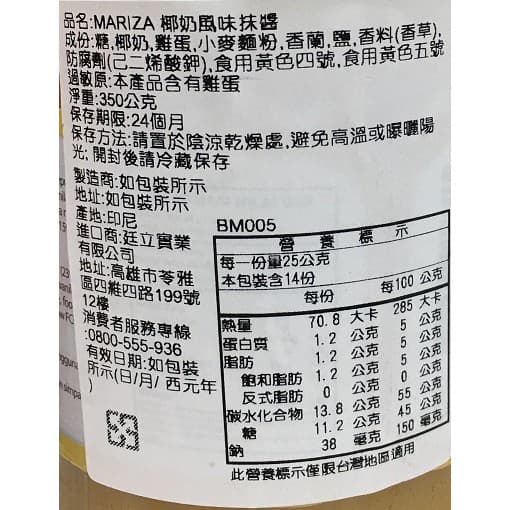 品名:MARIZA 椰奶風味抹醬
成份:糖,椰奶,雞蛋,小麥麵粉,香蘭,鹽,香料(香草),
防腐劑(己二烯酸鉀),食用黃色四號,食用黃色五號
過敏原:本產品含有雞蛋
淨重:350公克
保存期限:24個月
保存方法:請置於陰涼乾燥處,避免高溫或曝曬陽
光; 開封後請冷藏保存
製造商:如包裝所示
地址:如包裝所示
產地:印尼
進口商:廷立實業
有限公司
地址:高雄市苓雅
區四維四路199號
12樓
消費者服務專線
:0800-555-936
有效日期:如包裝
所示(日/月/ 西元年
)
BM005
營 養 標 示
每一份量25公克
本包裝含14份
每份 每100 公克
熱量 70.8 大卡 285 大卡
蛋白質 1.2 公克 5 公克
脂肪 1.2 公克 5 公克
飽和脂肪 1.2 公克 5 公克
反式脂肪 0 公克 0 公克
碳水化合物 13.8 公克 55 公克
糖 11.2 公克 45 公克
鈉 38 毫克 150 毫克
此營養標示僅限台灣地區適用